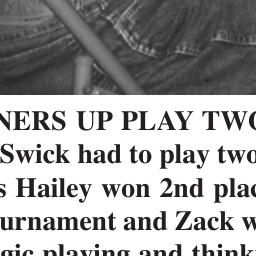 NERS UP PLAY TWO
Swick had to play two
s Hailey won 2nd plac
urnament and Zack w
gic playing and think